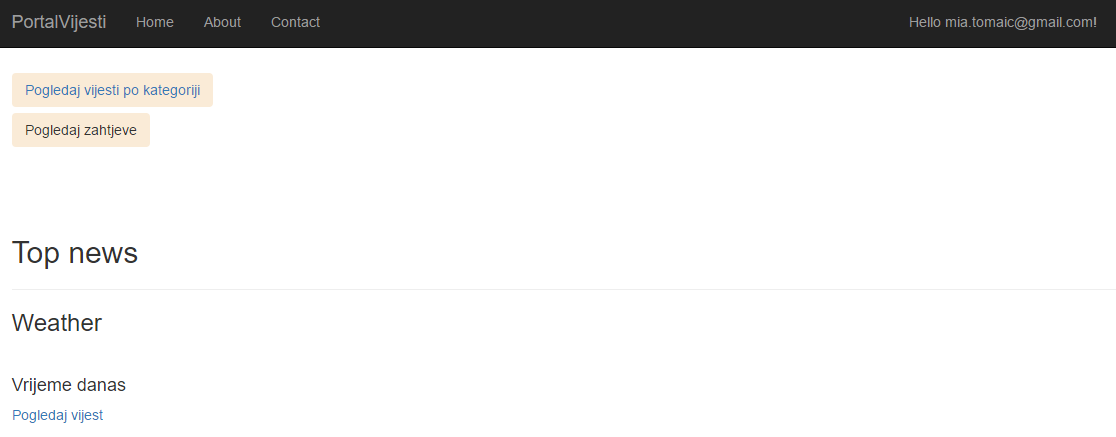 PortalVijesti Home About Contact Hello mia.tomaic@gmail.com!
Pogledaj vijesti po kategoriji
Pogledaj zahtjeve
Top news
Weather
Vrijeme danas
Pogledaj vijest